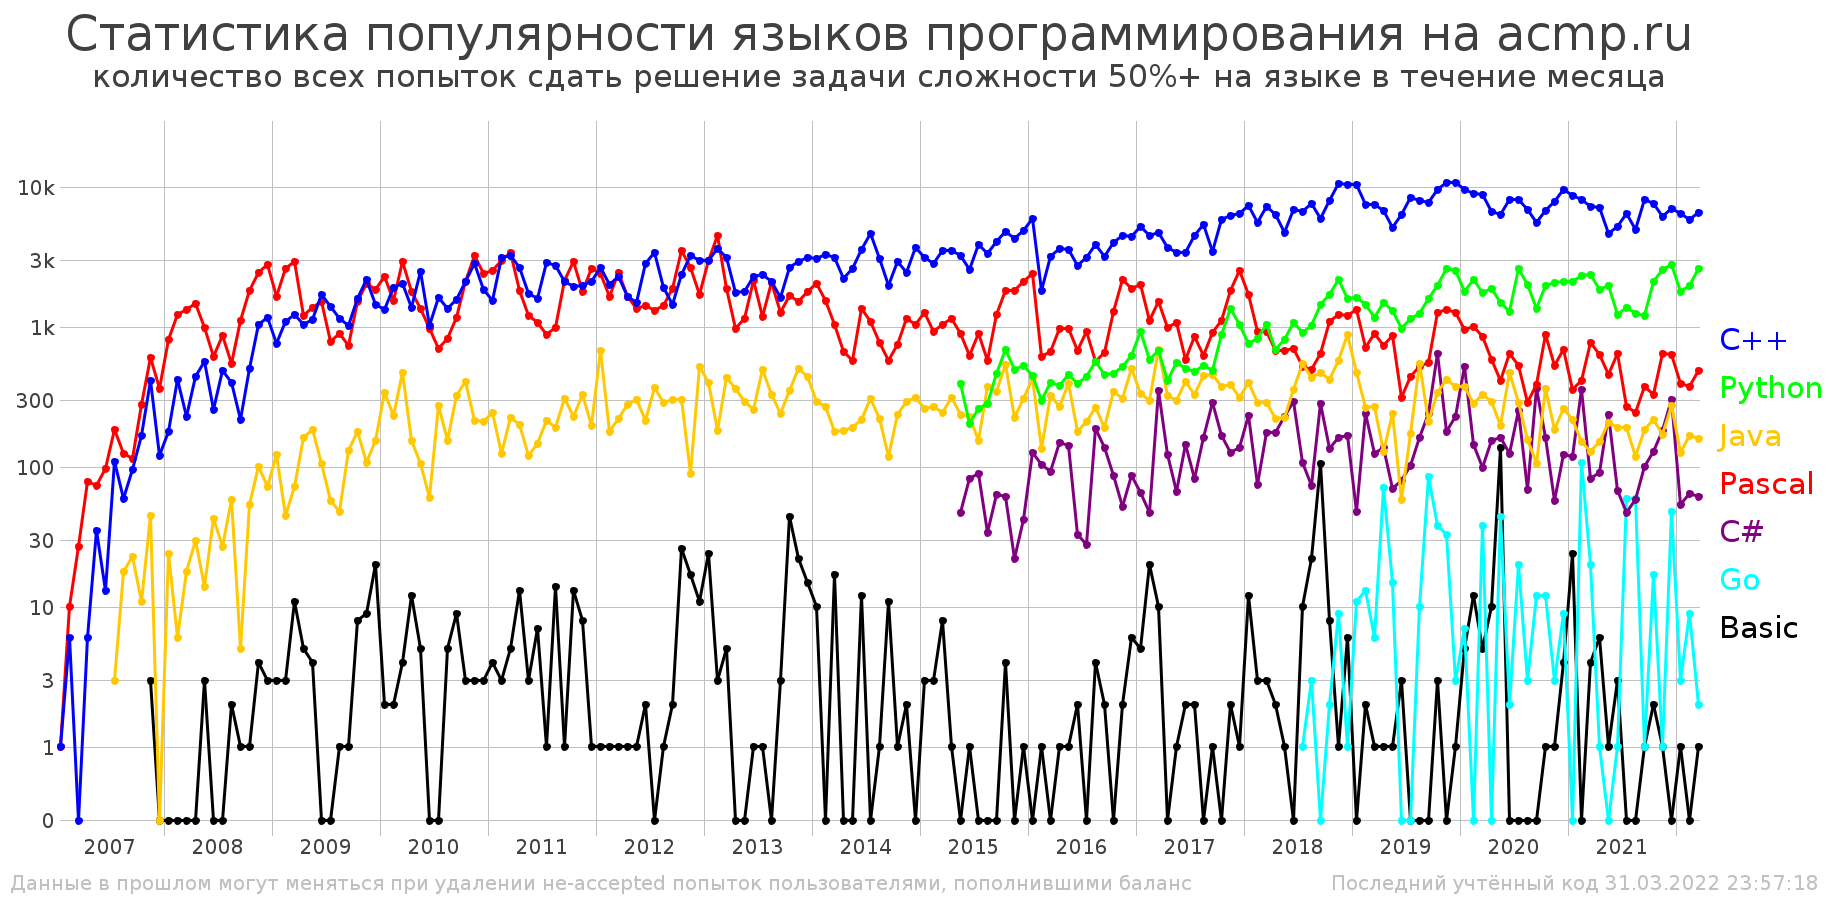 Статистика популярности языков программирования на acmp.ru
количество всех попыток сдать решение задачи сложности 50%+ на языке в течение месяца
10k
3k
1k
300
100
30
10
3
1
0
C++
Python
Java
Pascal
C#
Go
Basic
2007 2008 2009 2010 2011 2012 2013 2014 2015 2016 2017 2018 2019 2020 2021
Данные в прошлом могут меняться при удалении не-accepted попыток пользователями, пополнившими баланс
Последний учтённый код 31.03.2022 23:57:18